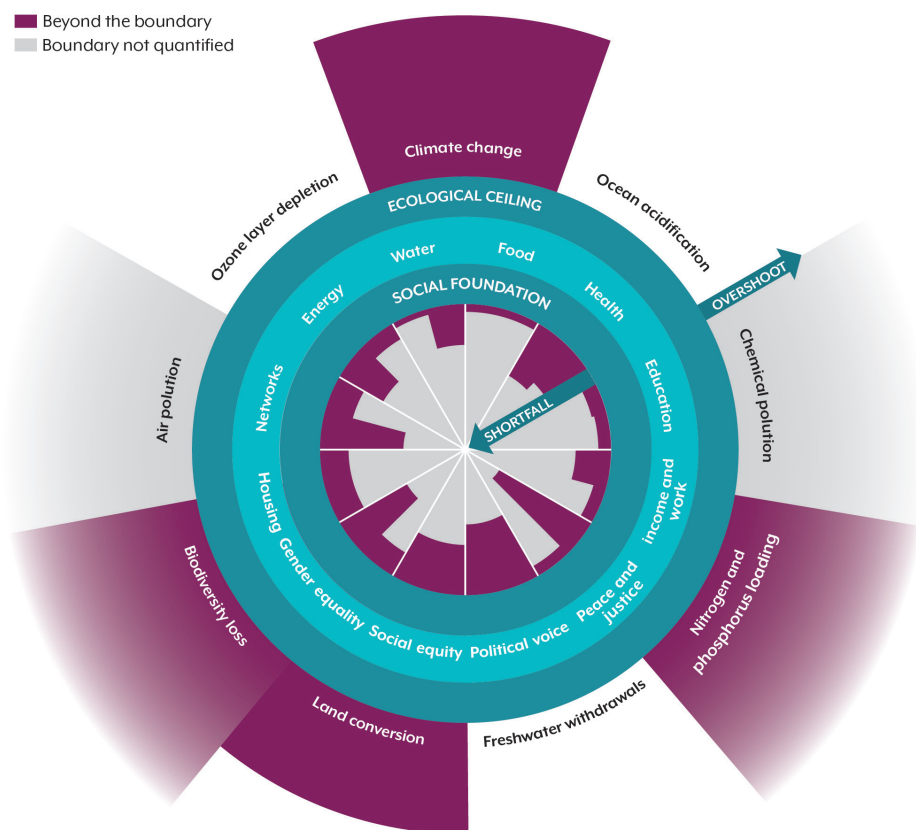 Beyond the boundary
Boundary not quantified
Climate change
Ozone layer depletion
Ocean acidification
ECOLOGICAL CEILING
Water
Food
Energy
Health
SOCIAL FOUNDATION
OVERSHOOT
Air polution
Networks
Education
Chemical polution
SHORTFALL
Housing
income and
work
Gender equality
Peace and
justice
Social equity
Political voice
Biodiversity loss
Nitrogen and
phosphorus loading
Land conversion
Freshwater withdrawals